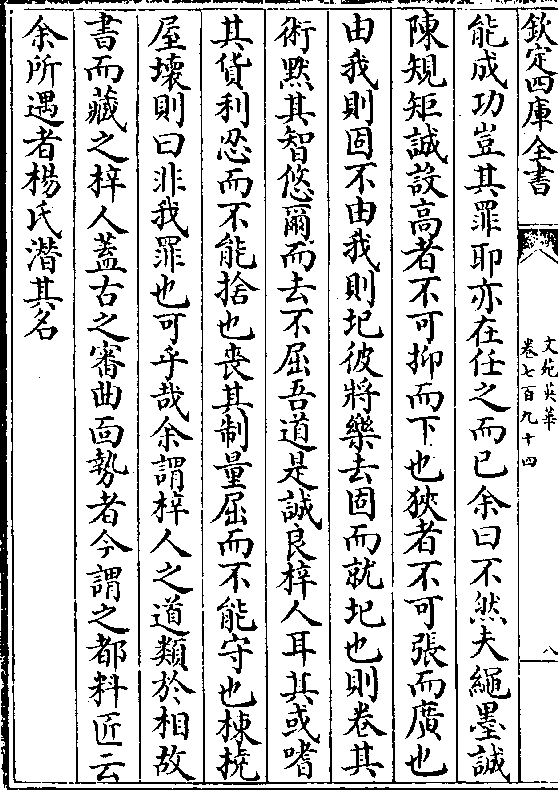 欽定四庫全書
文苑英華
卷七百九十四
八
能成功豈其罪耶亦在任之而已余曰不然夫繩墨誠
陳規矩誠設高者不可抑而下也狹者不可張而廣也
由我則固不由我則圮彼將樂去固而就圮也則卷其
術黙其智悠爾而去不屈吾道是誠良梓人耳其或嗜
其貨利忍而不能捨也喪其制量屈而不能守也棟撓
屋壞則曰非我罪也可乎哉余謂梓人之道類於相故
書而藏之梓人蓋古之審曲面勢者今謂之都料匠云
余所遇者楊氏潛其名